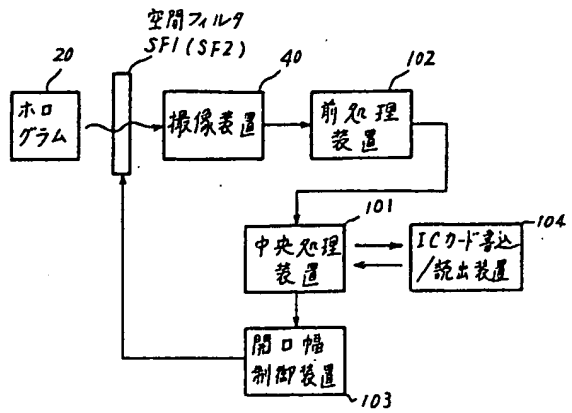 空間フィルタ
SF1(SF2)
20
40
102
ホロ
グラム
撮像装置
前処理
装置
101
104
中央処理
装置
ICカード書込
/読出装置
開口幅
制御装置
103